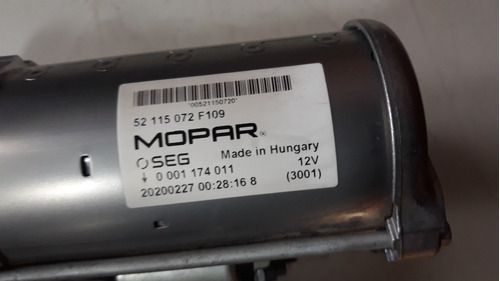 *00521150720*
52 115 072 F109
MOPAR®
SEG Made in Hungary
0 001 174 011 12V
20200227 00:28:16 8 (3001)